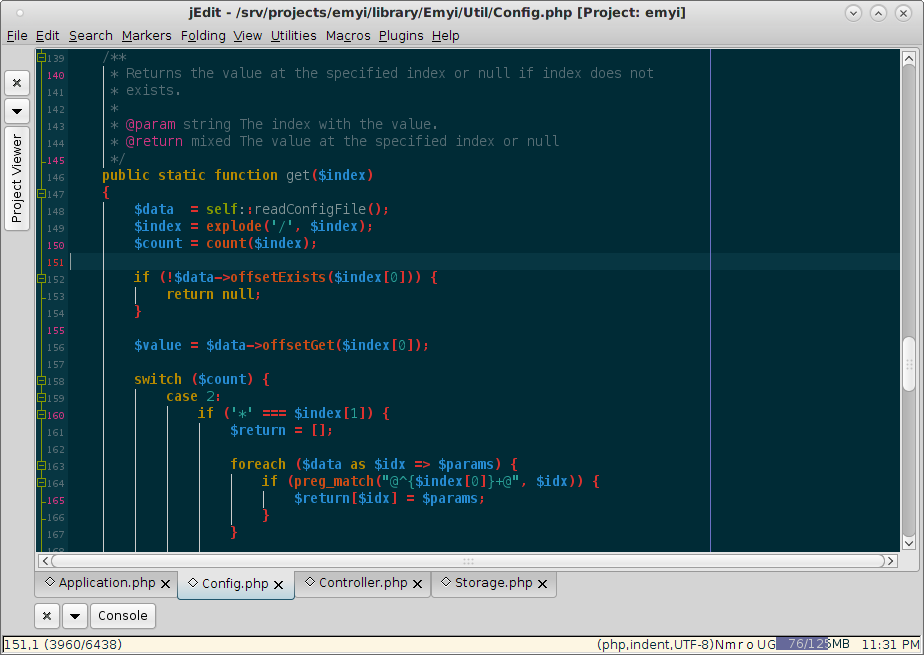 jEdit - /srv/projects/emyi/library/Emyi/Util/Config.php [Project: emyi]
File Edit Search Markers Folding View Utilities Macros Plugins Help
Project Viewer
139 /**
140 * Returns the value at the specified index or null if index does not
141 * exists.
142 *
143 * @param string The index with the value.
144 * @return mixed The value at the specified index or null
145 */
146 public static function get($index)
147 {
148 $data  = self::readConfigFile();
149 $index = explode('/', $index);
150 $count = count($index);
151
152 if (!$data->offsetExists($index[0])) {
153 return null;
154 }
155
156 $value = $data->offsetGet($index[0]);
157
158 switch ($count) {
159 case 2:
160 if ('*' === $index[1]) {
161 $return = [];
162
163 foreach ($data as $idx => $params) {
164 if (preg_match("@^{$index[0]}+@", $idx)) {
165 $return[$idx] = $params;
166 }
167 }
168
Application.php Config.php Controller.php Storage.php
Console
151,1 (3960/6438) (php,indent,UTF-8)Nm r o UG 76/125MB 11:31 PM